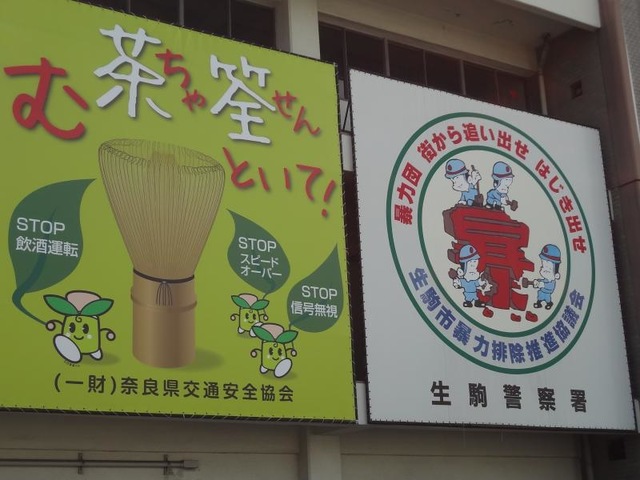 む茶ちゃ筌せん
といて!
STOP
飲酒運転
STOP
スピード
オーバー
STOP
信号無視
(一財)奈良県交通安全協会
暴力団 街から追い出せ はじき出せ
暴
生駒市暴力排除推進協議会
生駒警察署